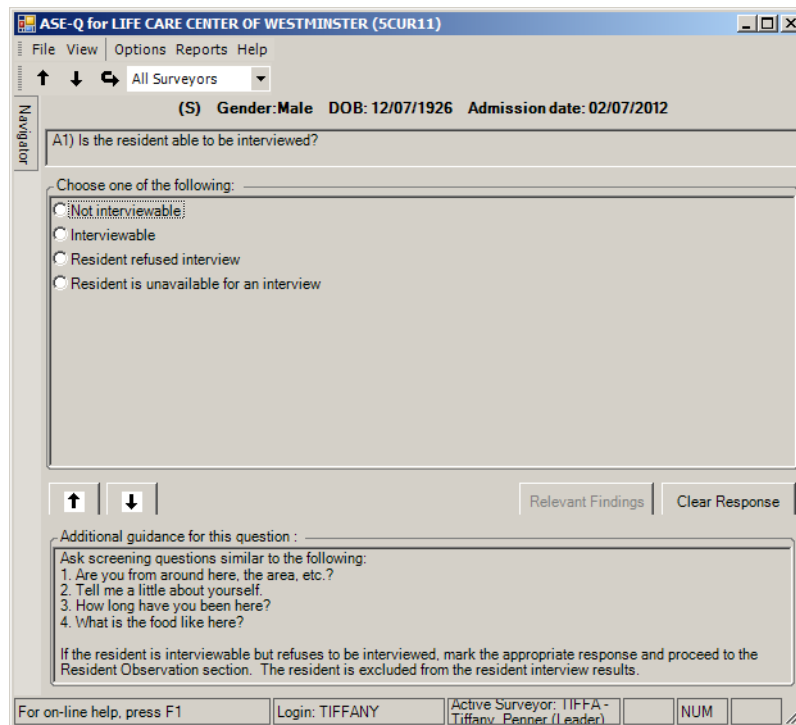 ASE-Q for LIFE CARE CENTER OF WESTMINSTER (5CUR11)
File View Options Reports Help
All Surveyors
Navigator
(S) Gender:Male DOB: 12/07/1926 Admission date: 02/07/2012
A1) Is the resident able to be interviewed?
Choose one of the following:
Not interviewable
Interviewable
Resident refused interview
Resident is unavailable for an interview
Relevant Findings Clear Response
Additional guidance for this question :
Ask screening questions similar to the following:
1. Are you from around here, the area, etc.?
2. Tell me a little about yourself.
3. How long have you been here?
4. What is the food like here?
If the resident is interviewable but refuses to be interviewed, mark the appropriate response and proceed to the
Resident Observation section. The resident is excluded from the resident interview results.
For on-line help, press F1
Login: TIFFANY
Active Surveyor: TIFFA -
Tiffany, Penner (Leader)
NUM